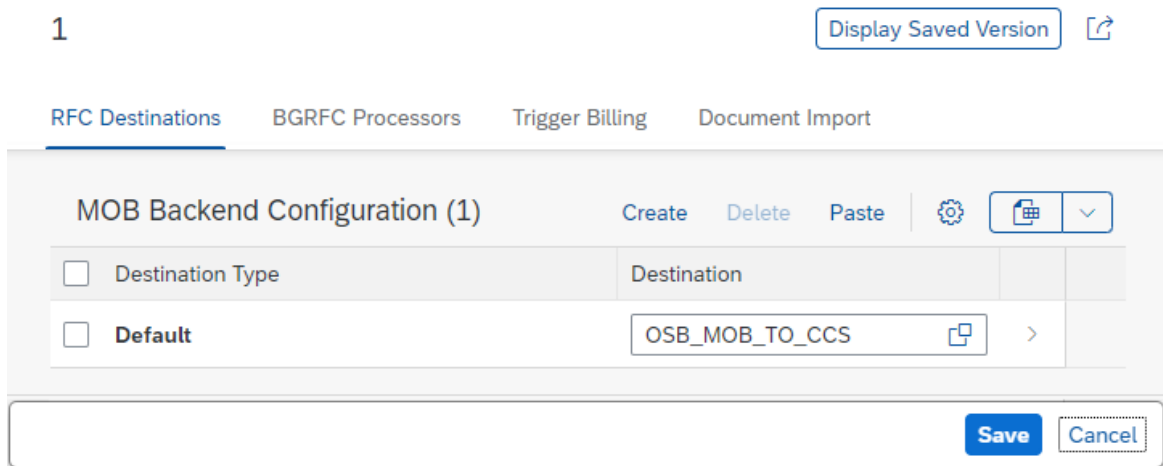 1 Display Saved Version
RFC Destinations BGRFC Processors Trigger Billing Document Import
MOB Backend Configuration (1) Create Delete Paste
Destination Type Destination
Default OSB_MOB_TO_CCS
Save Cancel